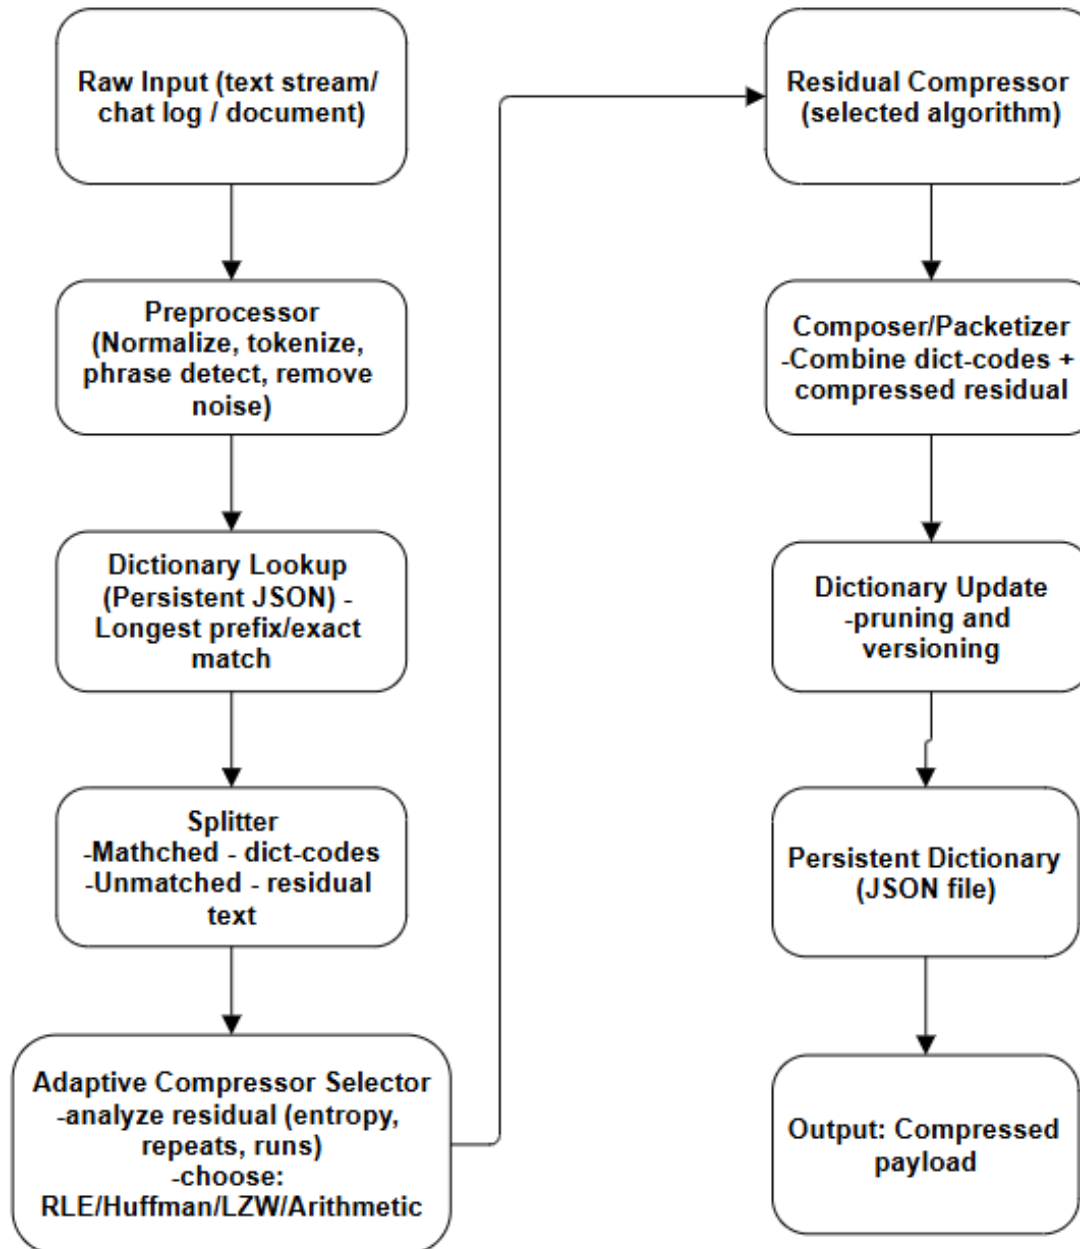 Raw Input (text stream/
chat log / document)
Preprocessor
(Normalize, tokenize,
phrase detect, remove
noise)
Dictionary Lookup
(Persistent JSON) -
Longest prefix/exact
match
Splitter
-Mathched - dict-codes
-Unmatched - residual
text
Adaptive Compressor Selector
-analyze residual (entropy,
repeats, runs)
-choose:
RLE/Huffman/LZW/Arithmetic
Residual Compressor
(selected algorithm)
Composer/Packetizer
-Combine dict-codes +
compressed residual
Dictionary Update
-pruning and
versioning
Persistent Dictionary
(JSON file)
Output: Compressed
payload